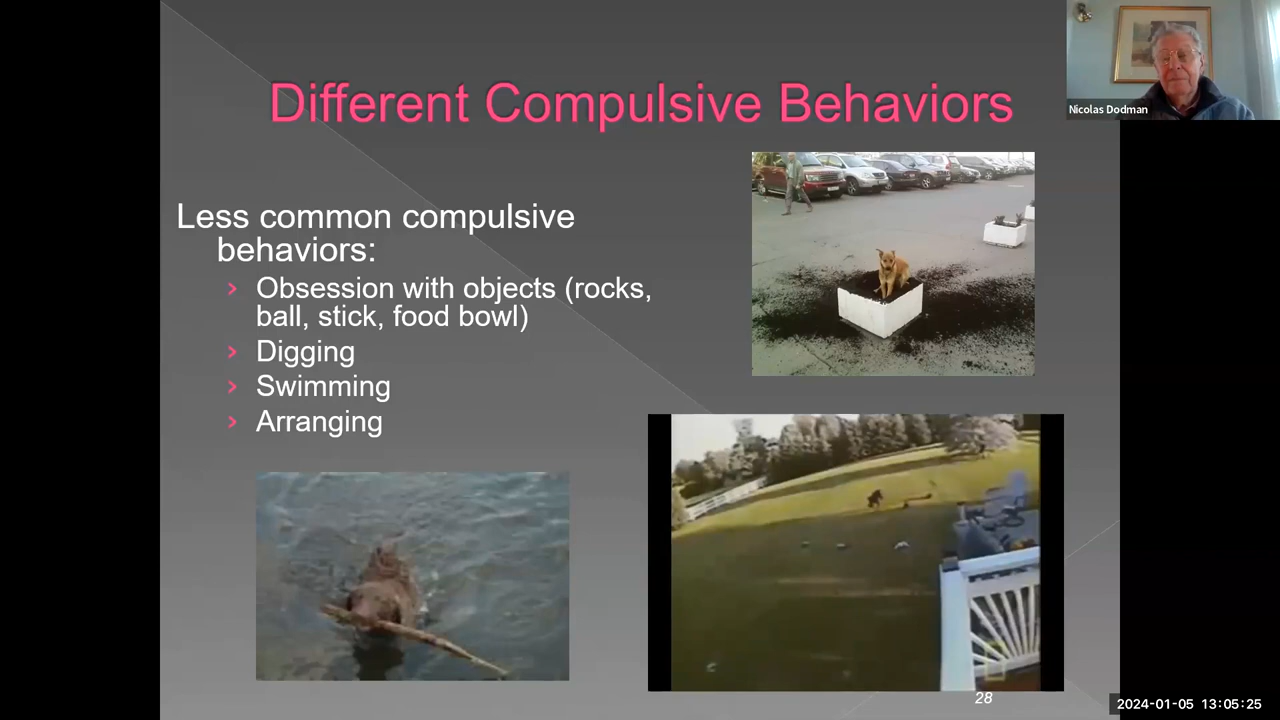 Different Compulsive Behaviors
Nicolas Dodman
Less common compulsive
behaviors:
› Obsession with objects (rocks,
ball, stick, food bowl)
› Digging
› Swimming
› Arranging
28
2024-01-05 13:05:25